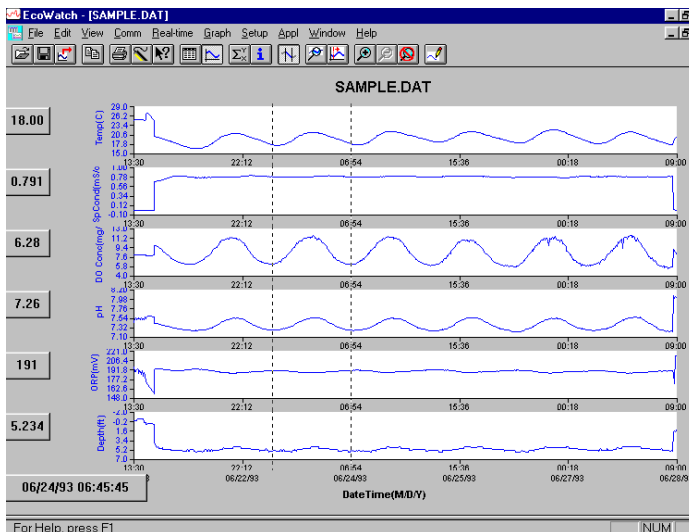 EcoWatch - [SAMPLE.DAT]
File Edit View Comm Real-time Graph Setup Appl Window Help
SAMPLE.DAT
18.00
Temp(C)
29.0
26.2
23.4
20.6
17.8
15.0
13:30 22:12 06:54 15:36 00:18 09:00
0.791
SpCond(mS/c
1.00
0.78
0.56
0.34
0.12
-0.10
13:30 22:12 06:54 15:36 00:18 09:00
6.28
DO Conc(mg/
13.0
11.2
9.4
7.6
5.8
4.0
13:30 22:12 06:54 15:36 00:18 09:00
7.26
pH
8.20
7.98
7.76
7.54
7.32
7.10
13:30 22:12 06:54 15:36 00:18 09:00
191
ORP(mV)
221.0
206.4
191.8
177.2
162.6
148.0
13:30 22:12 06:54 15:36 00:18 09:00
5.234
Depth(ft)
-2.0
-0.2
1.6
3.4
5.2
7.0
13:30 22:12 06:54 15:36 00:18 09:00
06/22/93 06/24/93 06/25/93 06/27/93 06/28/9
06/24/93 06:45:45
DateTime(M/D/Y)
For Help, press F1
NUM